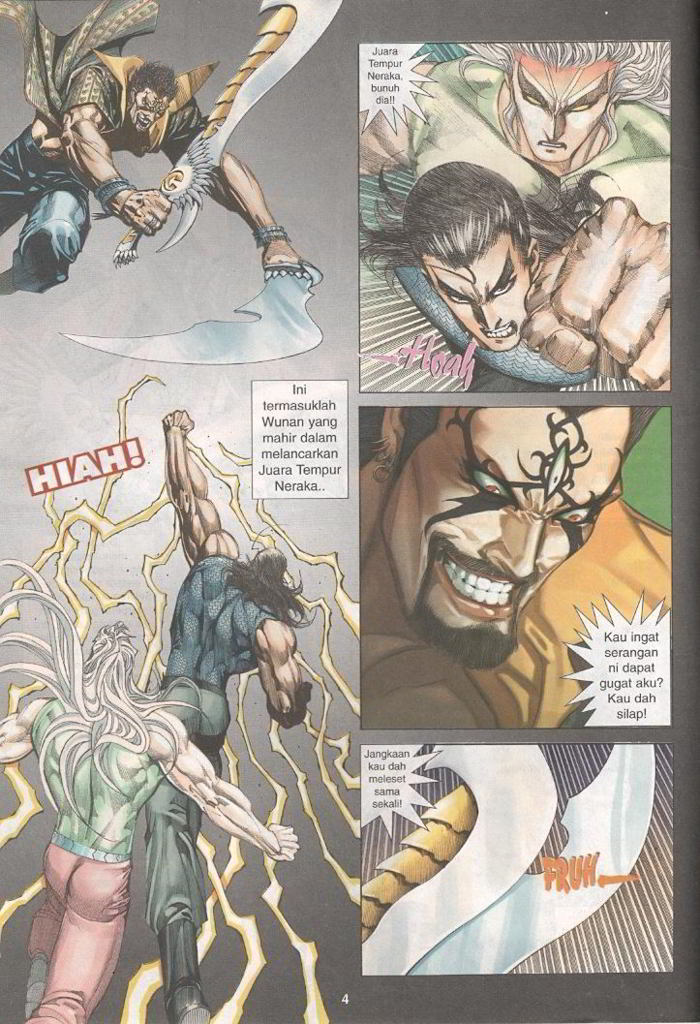 Juara
Tempur
Neraka,
bunuh
dia!!
Hoah
Ini
termasuklah
Wunan yang
mahir dalam
melancarkan
Juara Tempur
Neraka..
HIAH!
Kau ingat
serangan
ni dapat
gugat aku?
Kau dah
silap!
Jangkaan
kau dah
meleset
sama
sekali!
FRUH
4